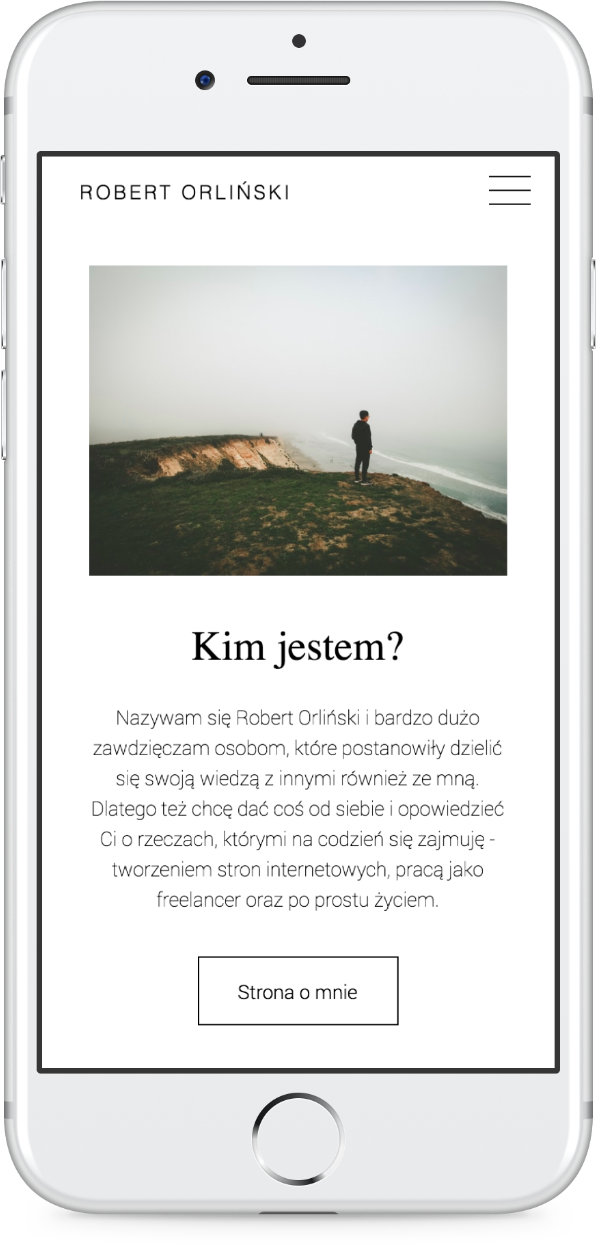 ROBERT ORLIŃSKI
Kim jestem?
Nazywam się Robert Orliński i bardzo dużo
zawdzięczam osobom, które postanowiły dzielić
się swoją wiedzą z innymi również ze mną.
Dlatego też chcę dać coś od siebie i opowiedzieć
Ci o rzeczach, którymi na codzień się zajmuję -
tworzeniem stron internetowych, pracą jako
freelancer oraz po prostu życiem.
Strona o mnie